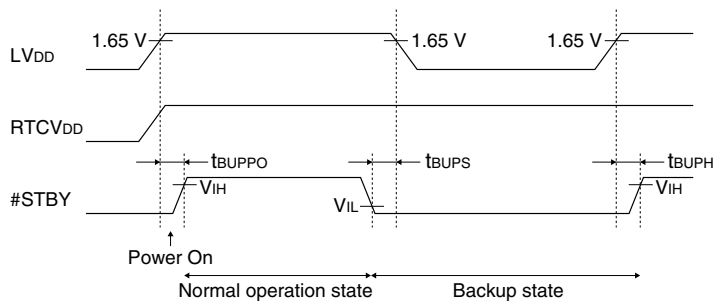 1.65 V 1.65 V 1.65 V
LVDD
RTCVDD
tBUPPO tBUPS tBUPH
VIH VIH
#STBY
VIL
Power On
Normal operation state Backup state